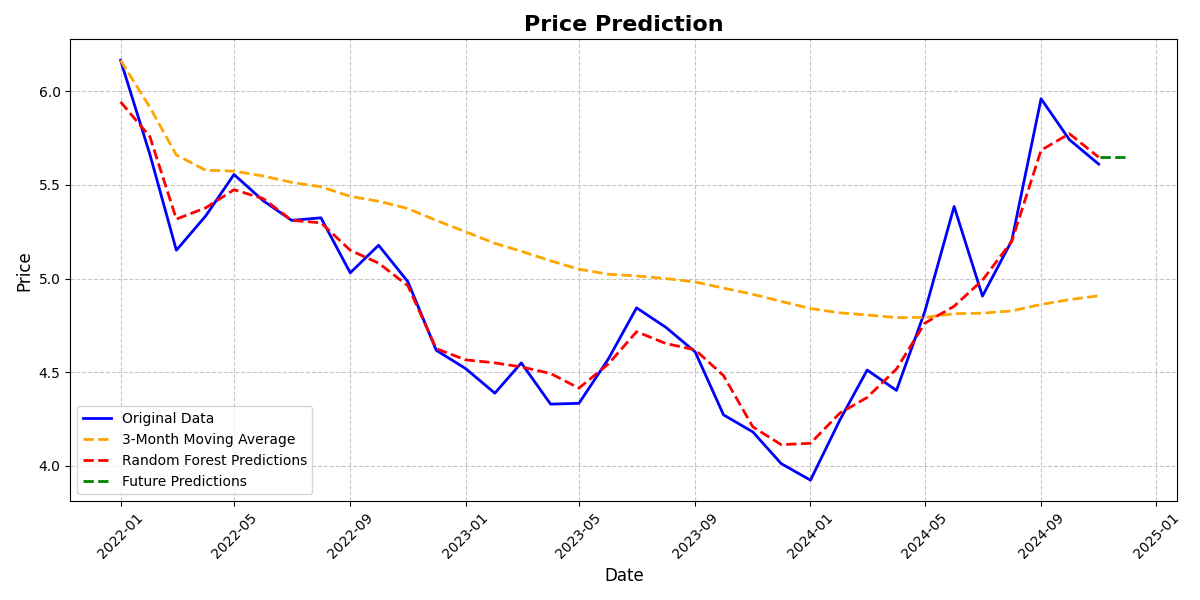 Price Prediction
Price
6.0
5.5
5.0
4.5
4.0
Original Data
3-Month Moving Average
Random Forest Predictions
Future Predictions
2022-01
2022-05
2022-09
2023-01
2023-05
2023-09
2024-01
2024-05
2024-09
2025-01
Date